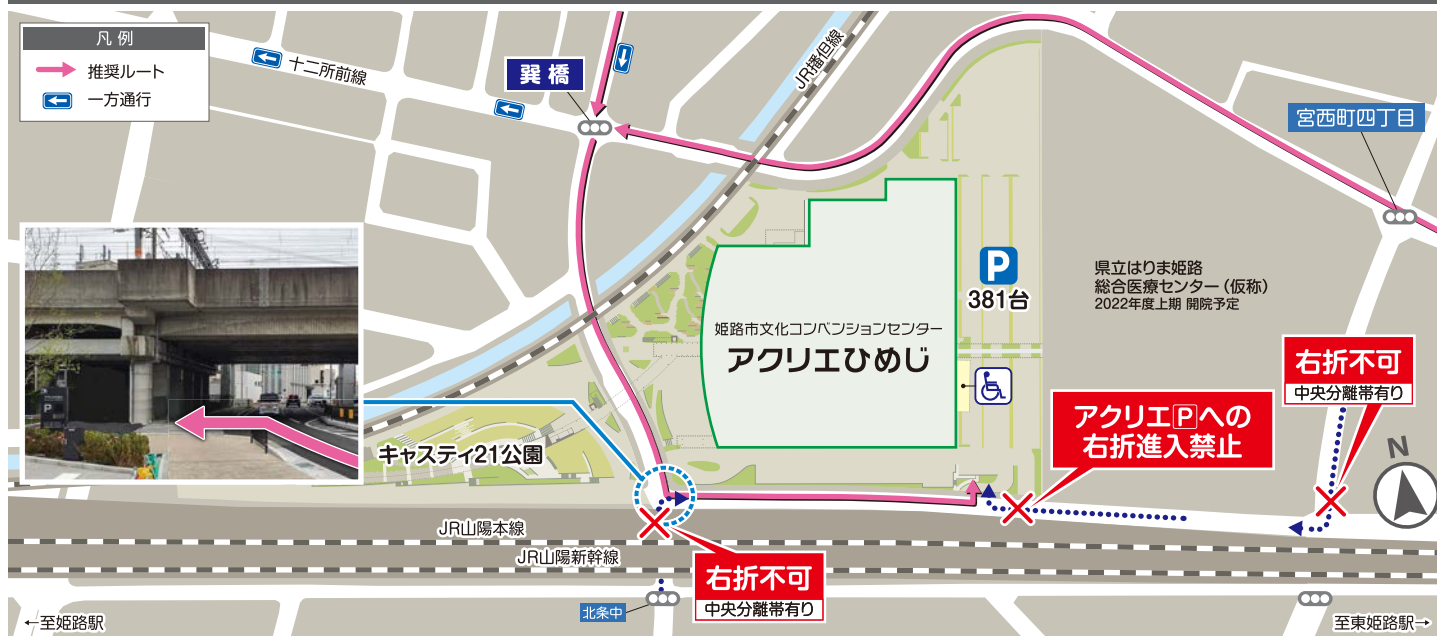 凡例
推奨ルート
一方通行
十二所前線
巽橋
JR播但線
宮西町四丁目
P
381台
県立はりま姫路
総合医療センター(仮称)
2022年度上期 開院予定
姫路市文化コンベンションセンター
アクリエひめじ
右折不可
中央分離帯有り
アクリエPへの
右折進入禁止
N
P
キャスティ21公園
JR山陽本線
JR山陽新幹線
右折不可
中央分離帯有り
北条中
←至姫路駅
至東姫路駅→